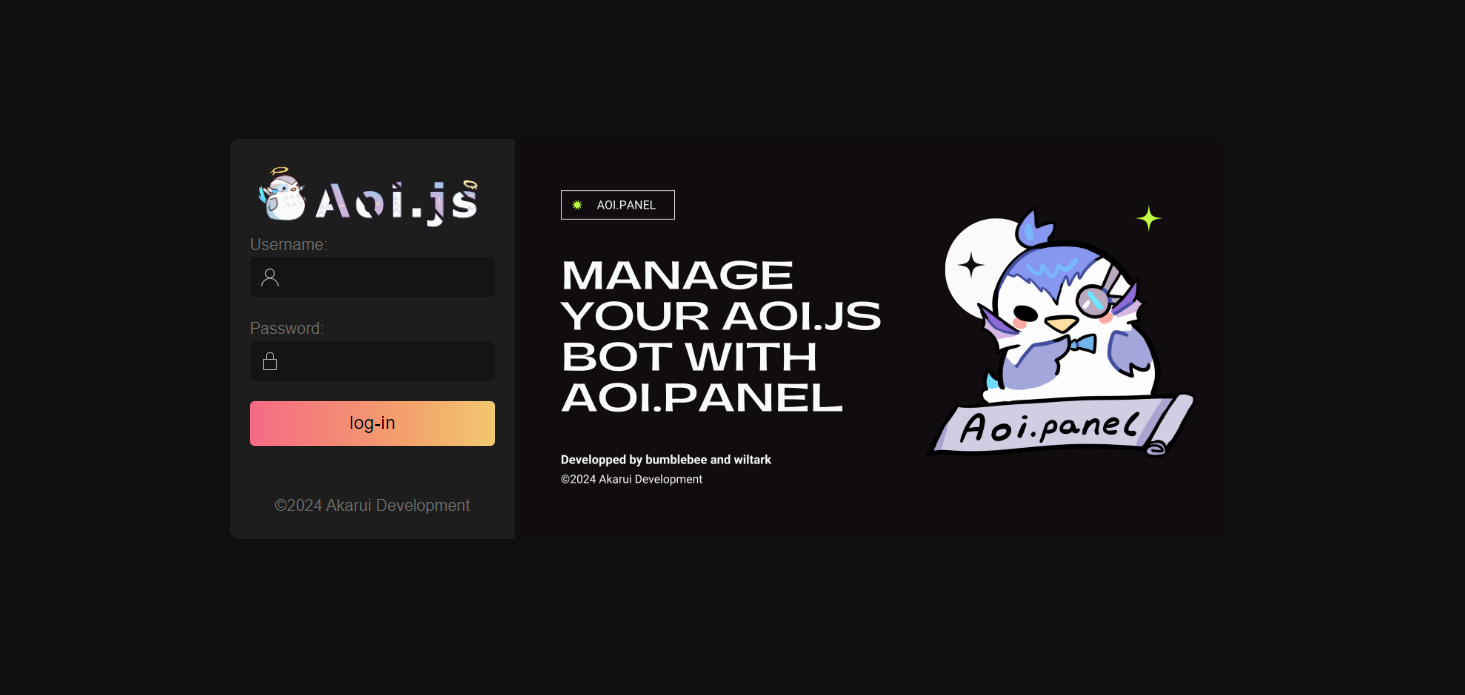 Aoi.js
Username:
Password:
log-in
©2024 Akarui Development
AOI.PANEL
MANAGE
YOUR AOI.JS
BOT WITH
AOI.PANEL
Developped by bumblebee and wiltark
©2024 Akarui Development
Aoi.panel